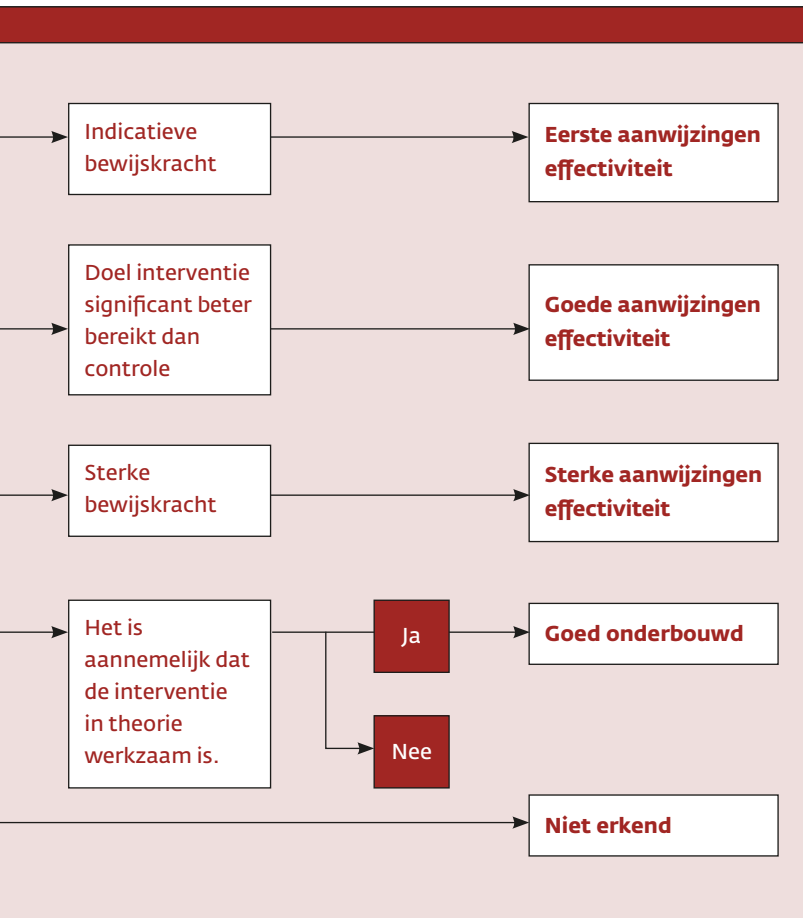 Indicatieve
bewijskracht
Eerste aanwijzingen
effectiviteit
Doel interventie
significant beter
bereikt dan
controle
Goede aanwijzingen
effectiviteit
Sterke
bewijskracht
Sterke aanwijzingen
effectiviteit
Het is
aannemelijk dat
de interventie
in theorie
werkzaam is.
Ja
Goed onderbouwd
Nee
Niet erkend